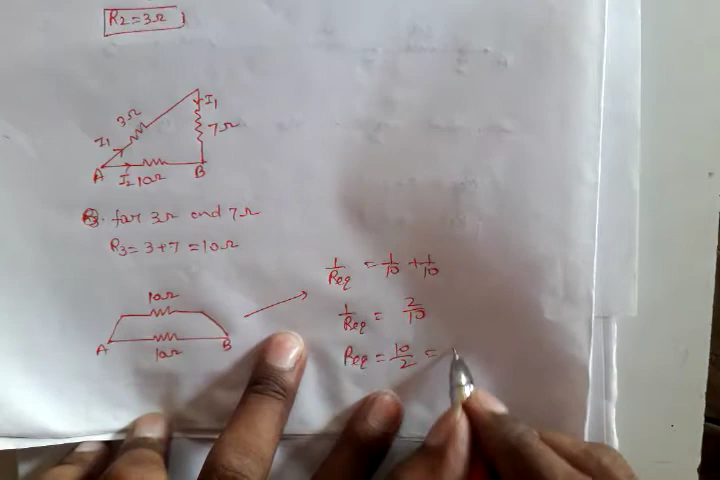 R2=3Ω
3Ω
I1
7Ω
I1
A
I2
10Ω
B
R3. for 3Ω and 7Ω
R3=3+7=10Ω
10Ω
A
10Ω
B
1/Req = 1/10 + 1/10
1/Req = 2/10
Req = 10/2 =